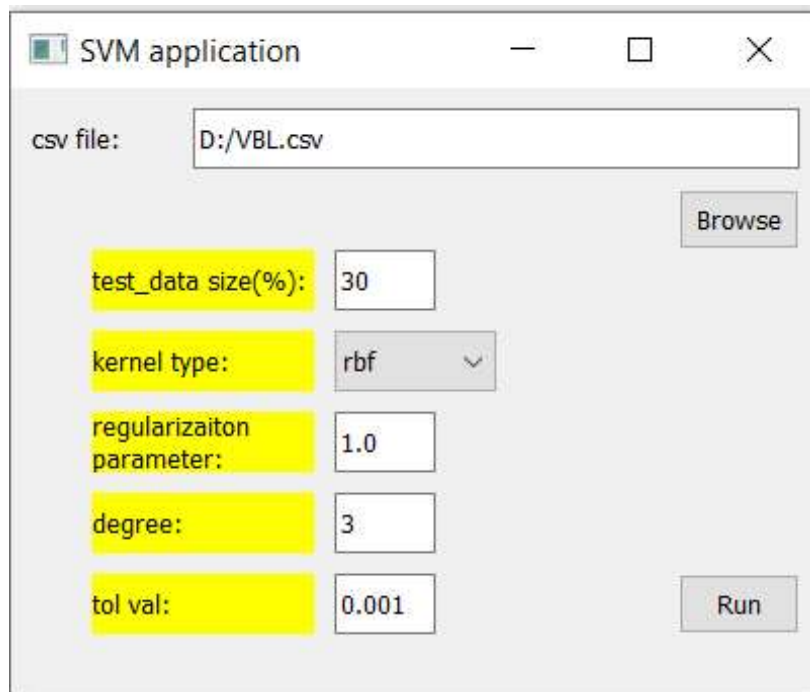 SVM application
csv file: D:/VBL.csv
Browse
test_data size(%): 30
kernel type: rbf
regularizaiton
parameter: 1.0
degree: 3
tol val: 0.001 Run